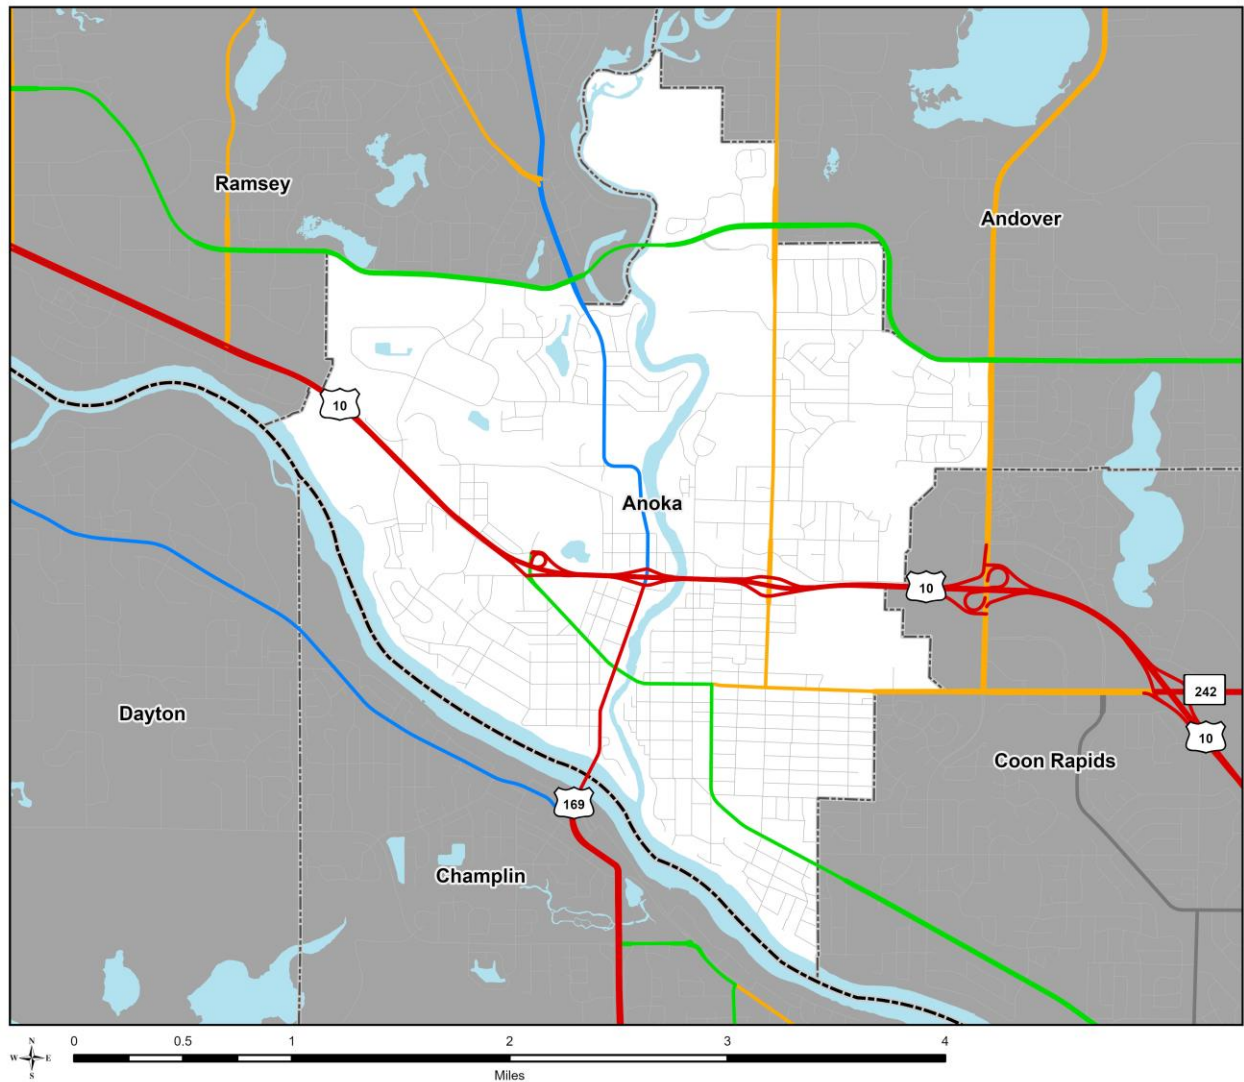 Ramsey
Andover
10
Anoka
10
242
Dayton
10
Coon Rapids
169
Champlin
N
W E
S
0 0.5 1 2 3 4
Miles